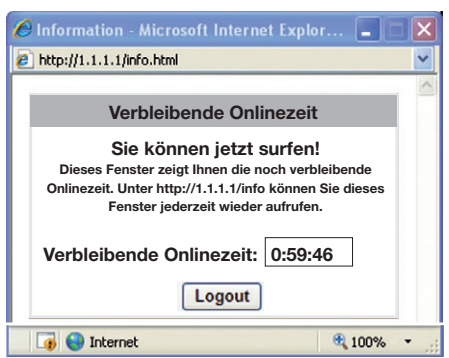 Information - Microsoft Internet Explor...
http://1.1.1.1/info.html
Verbleibende Onlinezeit
Sie können jetzt surfen!
Dieses Fenster zeigt Ihnen die noch verbleibende
Onlinezeit. Unter http://1.1.1.1/info können Sie dieses
Fenster jederzeit wieder aufrufen.
Verbleibende Onlinezeit: 0:59:46
Logout
Internet 100%